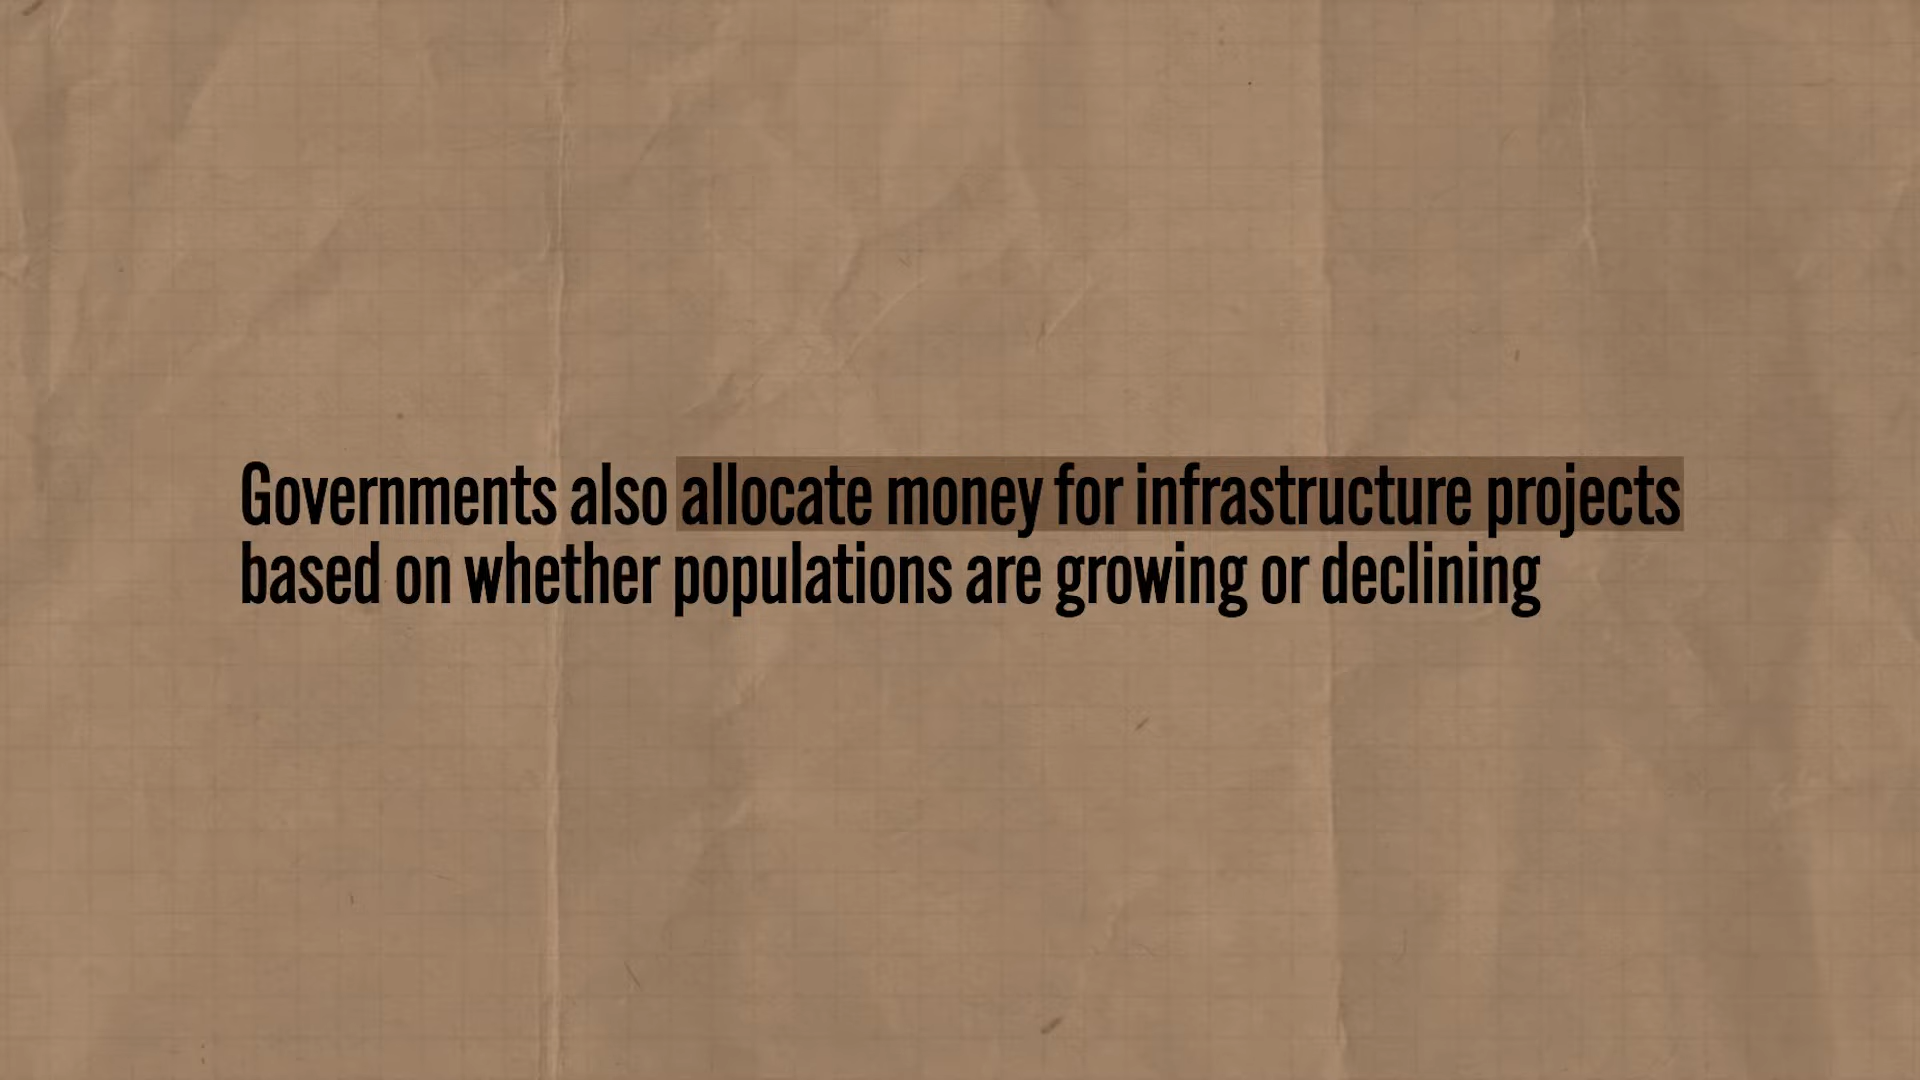 Governments also allocate money for infrastructure projects
based on whether populations are growing or declining